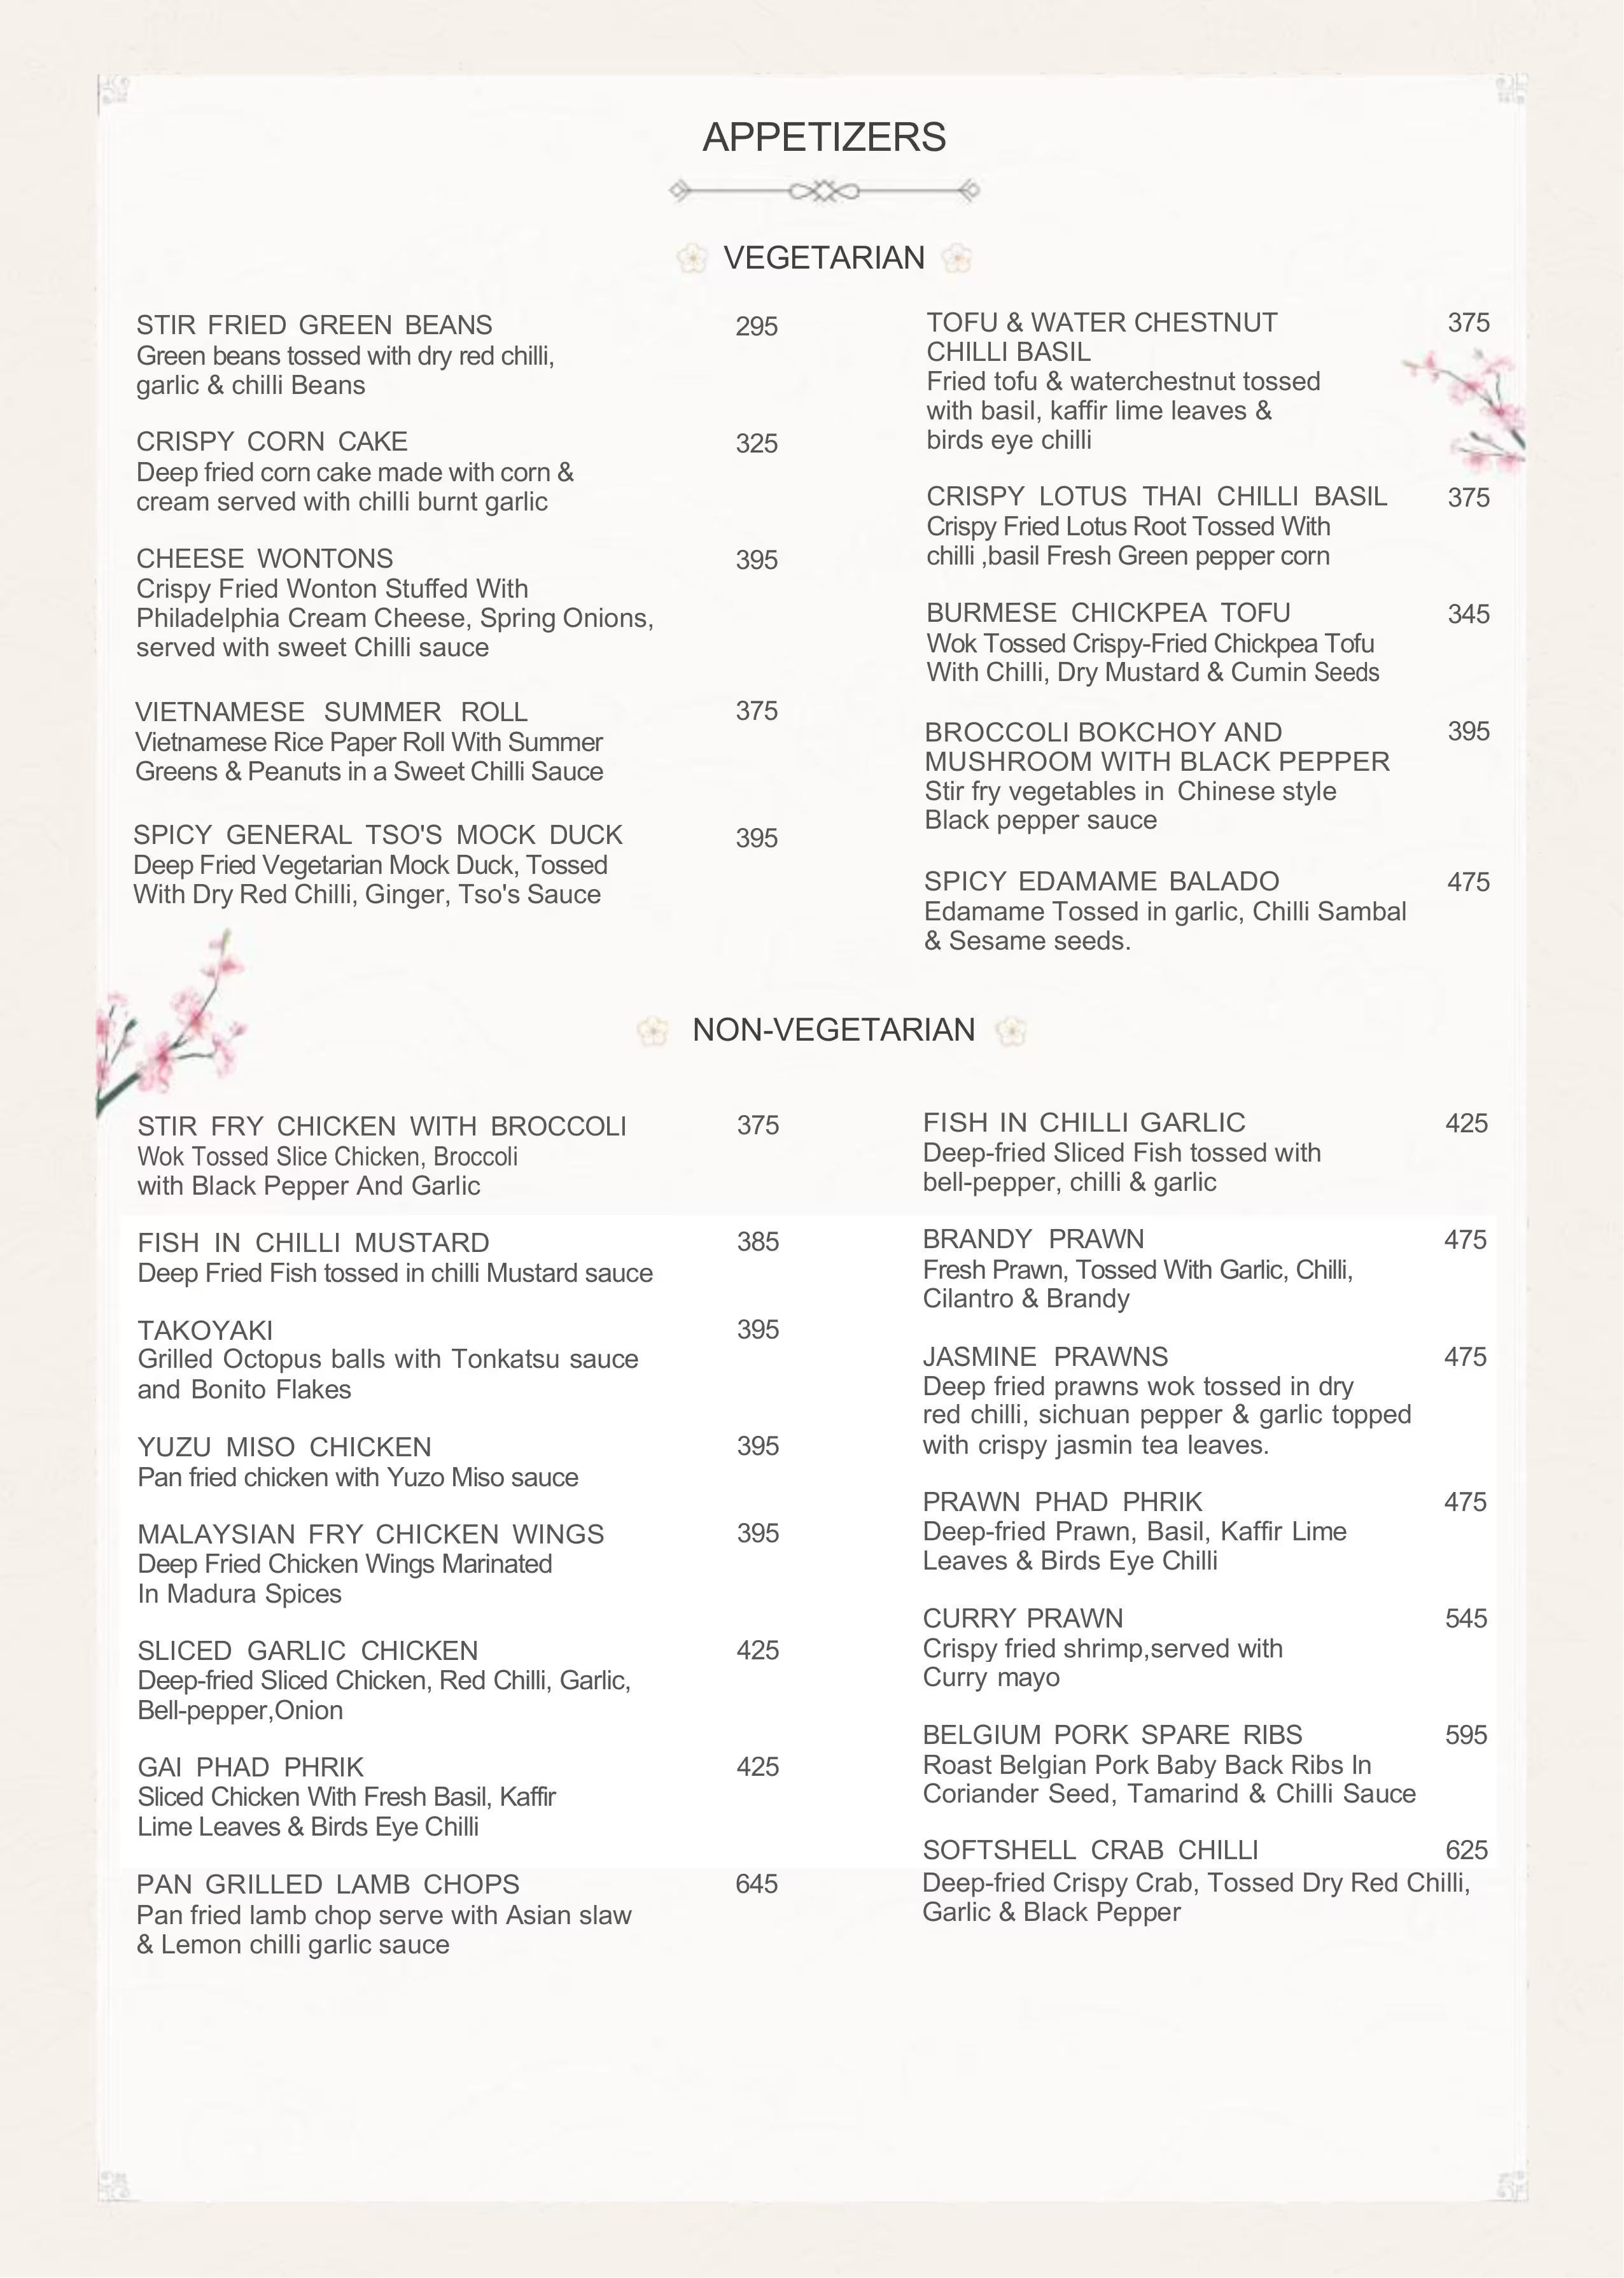 APPETIZERS
VEGETARIAN
STIR FRIED GREEN BEANS 295
Green beans tossed with dry red chilli,
garlic & chilli Beans
CRISPY CORN CAKE 325
Deep fried corn cake made with corn &
cream served with chilli burnt garlic
CHEESE WONTONS 395
Crispy Fried Wonton Stuffed With
Philadelphia Cream Cheese, Spring Onions,
served with sweet Chilli sauce
VIETNAMESE SUMMER ROLL 375
Vietnamese Rice Paper Roll With Summer
Greens & Peanuts in a Sweet Chilli Sauce
SPICY GENERAL TSO'S MOCK DUCK 395
Deep Fried Vegetarian Mock Duck, Tossed
With Dry Red Chilli, Ginger, Tso's Sauce
TOFU & WATER CHESTNUT 375
CHILLI BASIL
Fried tofu & waterchestnut tossed
with basil, kaffir lime leaves &
birds eye chilli
CRISPY LOTUS THAI CHILLI BASIL 375
Crispy Fried Lotus Root Tossed With
chilli ,basil Fresh Green pepper corn
BURMESE CHICKPEA TOFU 345
Wok Tossed Crispy-Fried Chickpea Tofu
With Chilli, Dry Mustard & Cumin Seeds
BROCCOLI BOKCHOY AND 395
MUSHROOM WITH BLACK PEPPER
Stir fry vegetables in Chinese style
Black pepper sauce
SPICY EDAMAME BALADO 475
Edamame Tossed in garlic, Chilli Sambal
& Sesame seeds.
NON-VEGETARIAN
STIR FRY CHICKEN WITH BROCCOLI 375
Wok Tossed Slice Chicken, Broccoli
with Black Pepper And Garlic
FISH IN CHILLI MUSTARD 385
Deep Fried Fish tossed in chilli Mustard sauce
TAKOYAKI 395
Grilled Octopus balls with Tonkatsu sauce
and Bonito Flakes
YUZU MISO CHICKEN 395
Pan fried chicken with Yuzo Miso sauce
MALAYSIAN FRY CHICKEN WINGS 395
Deep Fried Chicken Wings Marinated
In Madura Spices
SLICED GARLIC CHICKEN 425
Deep-fried Sliced Chicken, Red Chilli, Garlic,
Bell-pepper,Onion
GAI PHAD PHRIK 425
Sliced Chicken With Fresh Basil, Kaffir
Lime Leaves & Birds Eye Chilli
PAN GRILLED LAMB CHOPS 645
Pan fried lamb chop serve with Asian slaw
& Lemon chilli garlic sauce
FISH IN CHILLI GARLIC 425
Deep-fried Sliced Fish tossed with
bell-pepper, chilli & garlic
BRANDY PRAWN 475
Fresh Prawn, Tossed With Garlic, Chilli,
Cilantro & Brandy
JASMINE PRAWNS 475
Deep fried prawns wok tossed in dry
red chilli, sichuan pepper & garlic topped
with crispy jasmin tea leaves.
PRAWN PHAD PHRIK 475
Deep-fried Prawn, Basil, Kaffir Lime
Leaves & Birds Eye Chilli
CURRY PRAWN 545
Crispy fried shrimp,served with
Curry mayo
BELGIUM PORK SPARE RIBS 595
Roast Belgian Pork Baby Back Ribs In
Coriander Seed, Tamarind & Chilli Sauce
SOFTSHELL CRAB CHILLI 625
Deep-fried Crispy Crab, Tossed Dry Red Chilli,
Garlic & Black Pepper